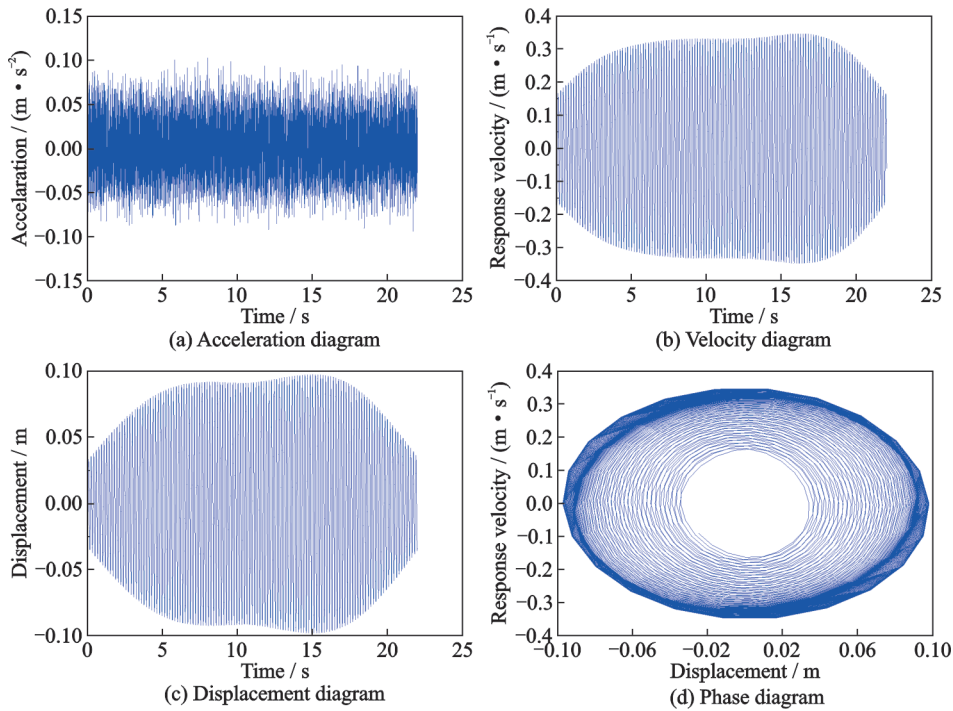 0.15
0.10
0.05
0.00
−0.05
−0.10
−0.15
Accelaration / (m • s⁻²)
0 5 10 15 20 25
Time / s
(a) Acceleration diagram
0.4
0.3
0.2
0.1
0.0
−0.1
−0.2
−0.3
−0.4
Response velocity / (m • s⁻¹)
0 5 10 15 20 25
Time / s
(b) Velocity diagram
0.10
0.05
0.00
−0.05
−0.10
Displacement / m
0 5 10 15 20 25
Time / s
(c) Displacement diagram
0.4
0.3
0.2
0.1
0.0
−0.1
−0.2
−0.3
−0.4
Response velocity / (m • s⁻¹)
−0.10 −0.06 −0.02 0.02 0.06 0.10
Displacement / m
(d) Phase diagram